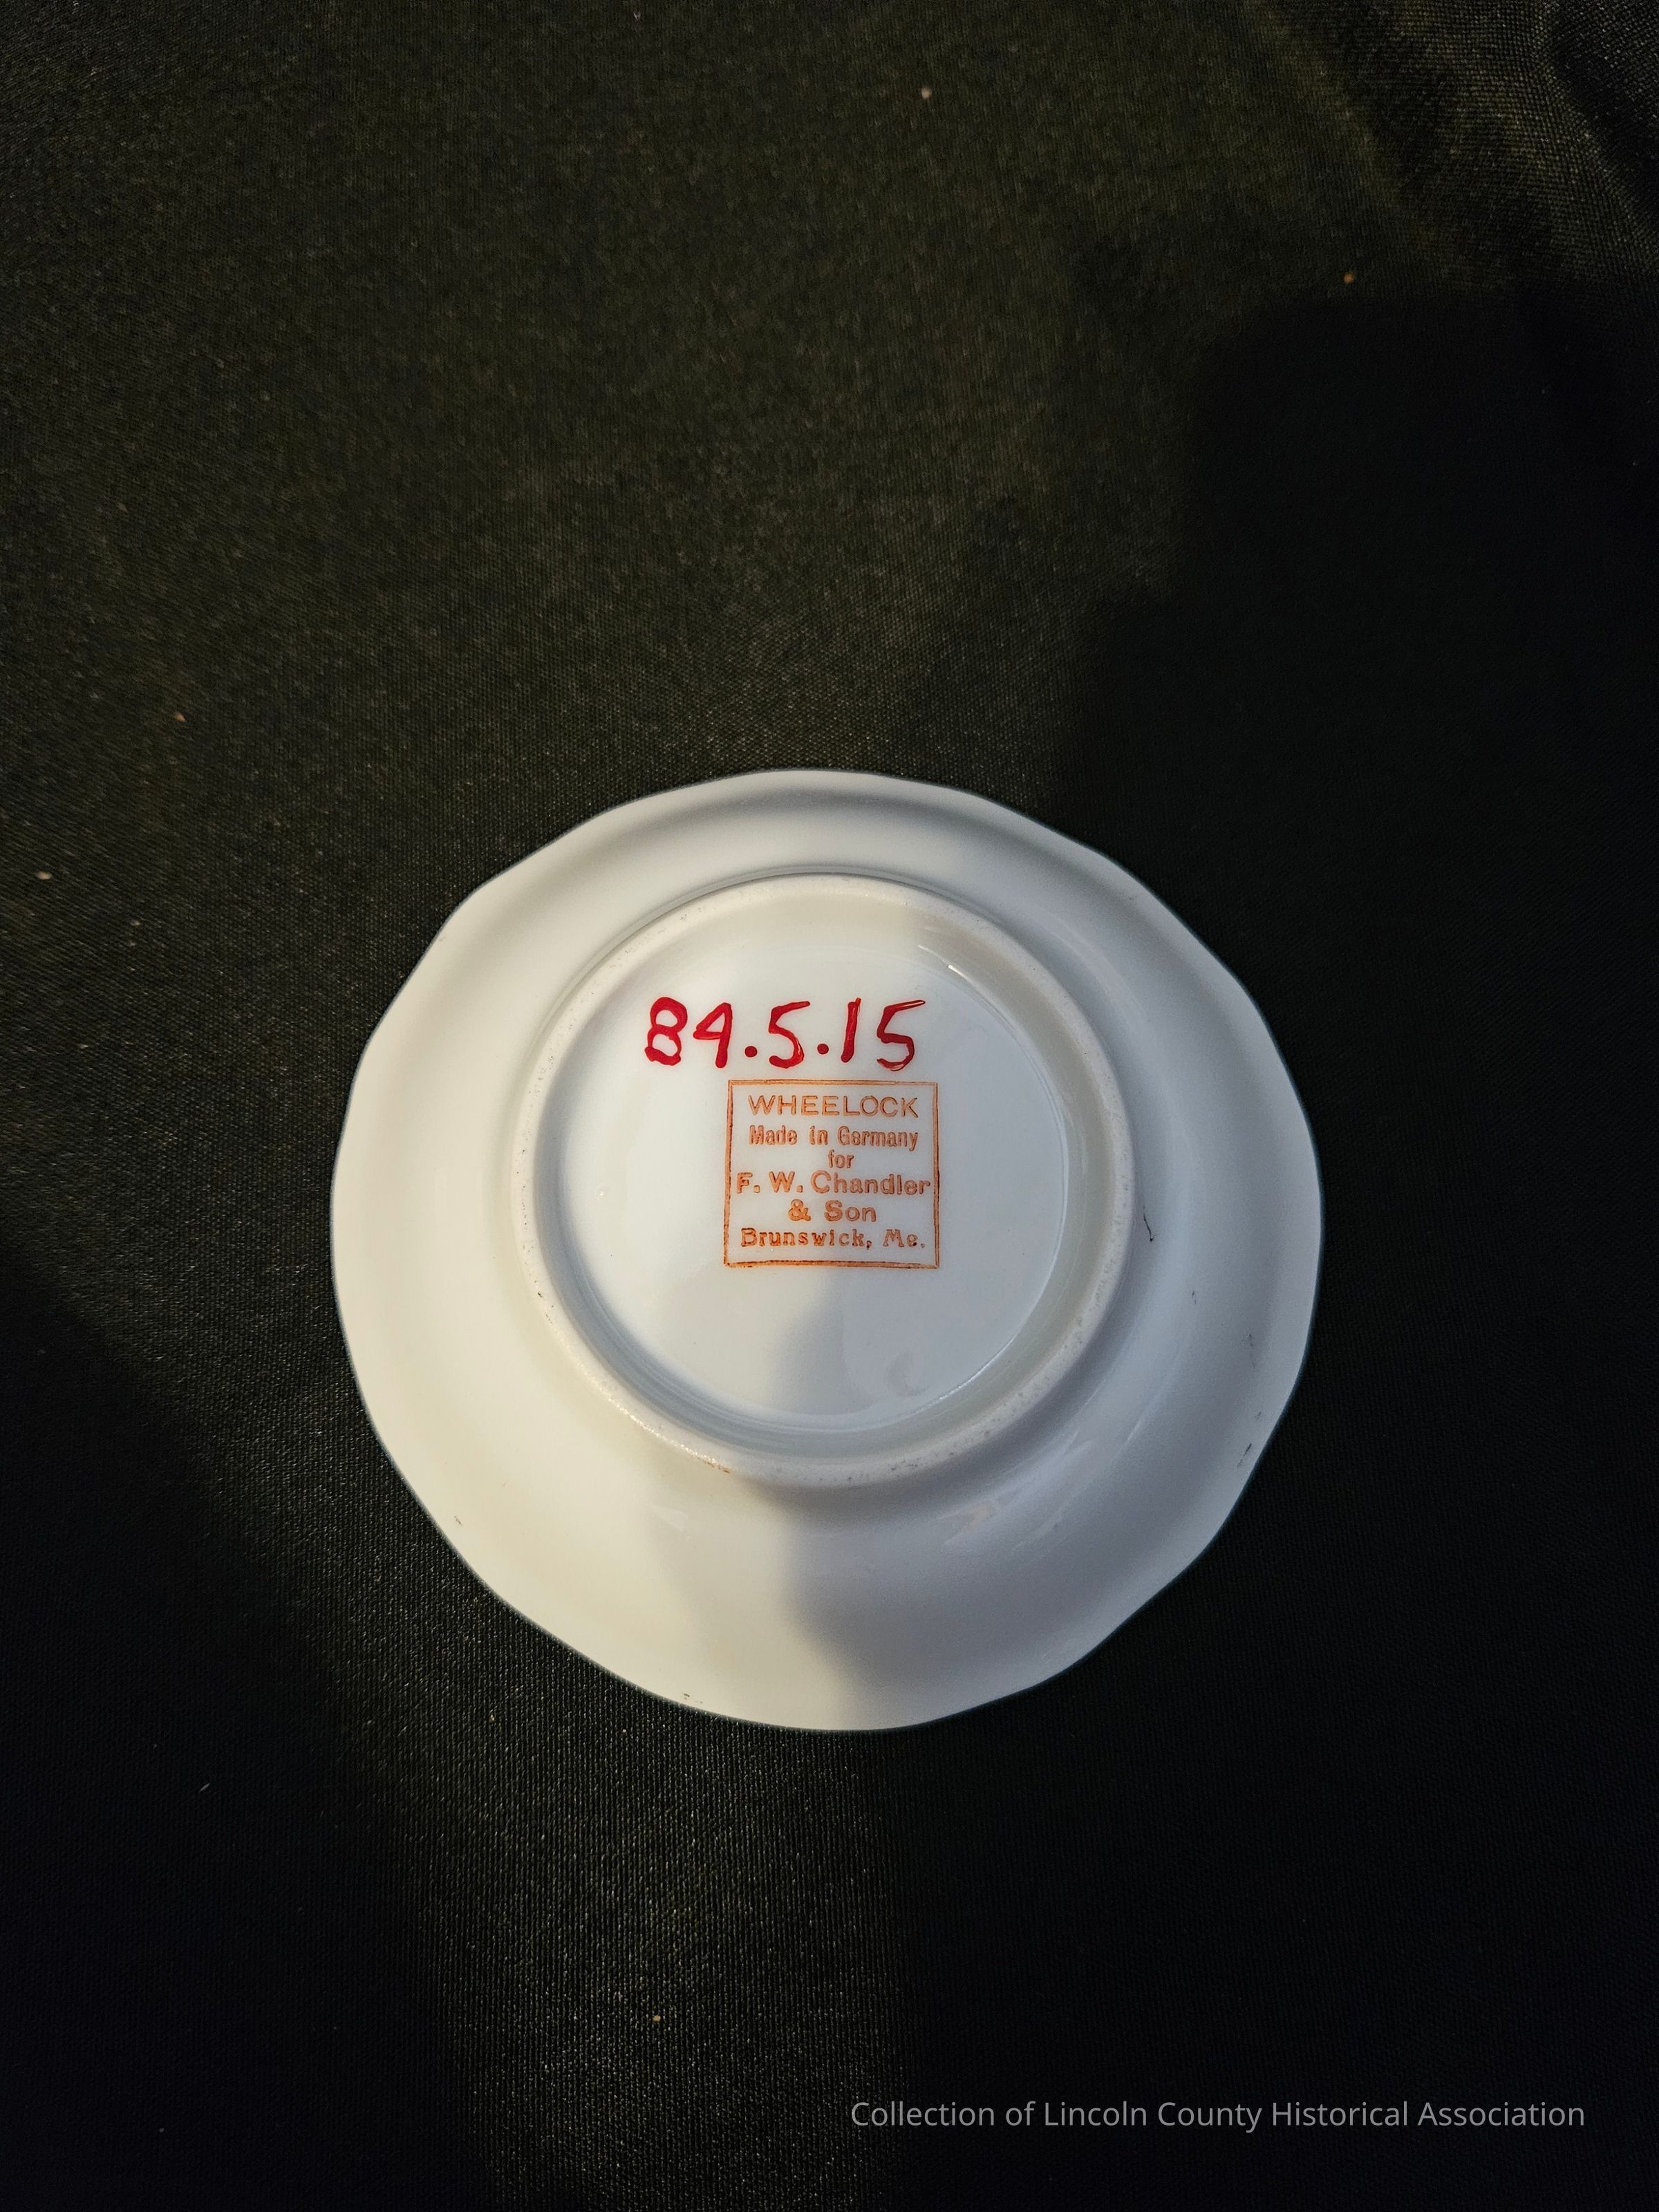 84.5.15
WHEELOCK
Made in Germany
for
F. W. Chandler
& Son
Brunswick, Me.
Collection of Lincoln County Historical Association